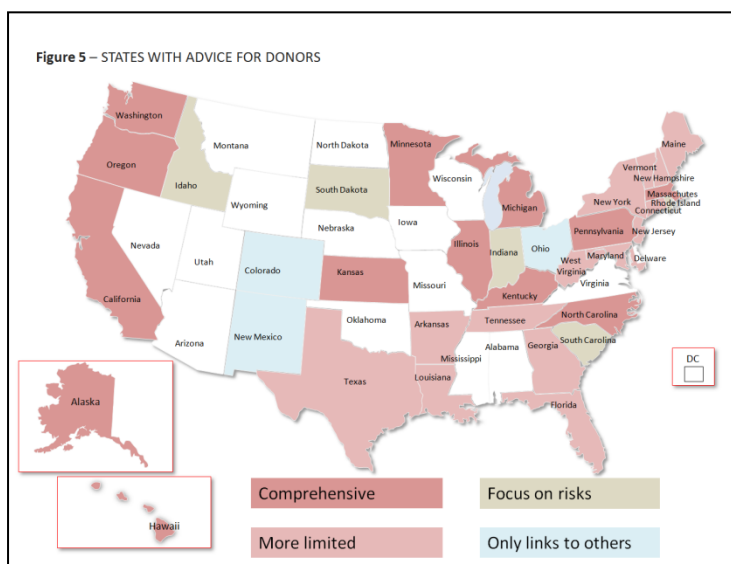 Figure 5 – STATES WITH ADVICE FOR DONORS
Washington
Oregon
California
Idaho
Nevada
Montana
Wyoming
Utah
Arizona
Colorado
New Mexico
North Dakota
South Dakota
Nebraska
Kansas
Oklahoma
Texas
Minnesota
Iowa
Missouri
Arkansas
Louisiana
Wisconsin
Illinois
Michigan
Indiana
Ohio
Kentucky
Tennessee
Mississippi
Alabama
Georgia
Florida
South Carolina
North Carolina
Virginia
West
Virginia
Maryland
Delware
Pennsylvania
New Jersey
New York
Connecticut
Rhode Island
Massachutes
New Hampshire
Vermont
Maine
DC
Alaska
Hawaii
Comprehensive
Focus on risks
More limited
Only links to others